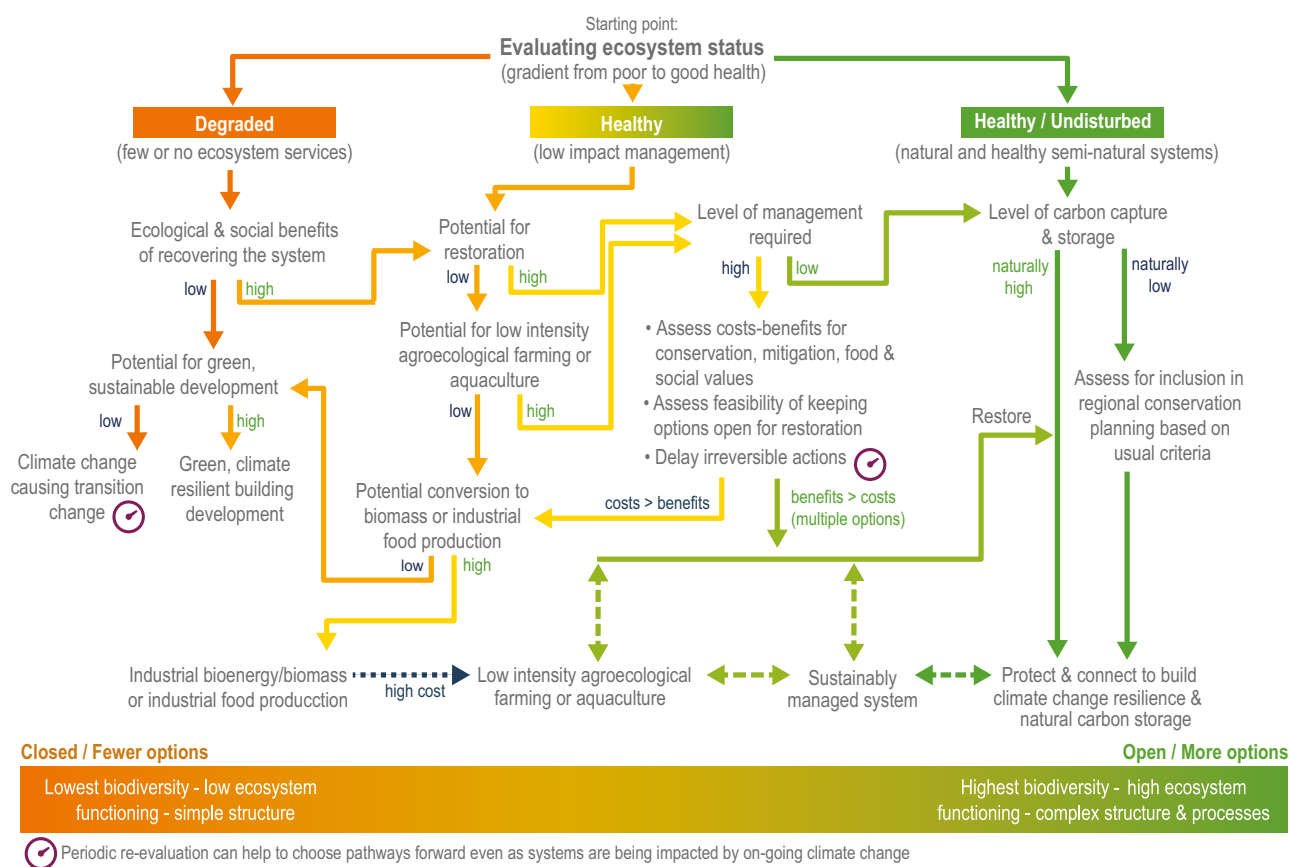 Starting point:
Evaluating ecosystem status
(gradient from poor to good health)
Degraded
(few or no ecosystem services)
Healthy
(low impact management)
Healthy / Undisturbed
(natural and healthy semi-natural systems)
Ecological & social benefits
of recovering the system
low
high
Potential for
restoration
low
high
Level of management
required
high
low
Level of carbon capture
& storage
naturally
high
naturally
low
Potential for green,
sustainable development
low
high
Potential for low intensity
agroecological farming or
aquaculture
low
high
• Assess costs-benefits for
conservation, mitigation, food &
social values
• Assess feasibility of keeping
options open for restoration
• Delay irreversible actions
Assess for inclusion in
regional conservation
planning based on
usual criteria
Restore
Climate change
causing transition
change
Green, climate
resilient building
development
Potential conversion to
biomass or industrial
food production
low
high
costs > benefits
benefits > costs
(multiple options)
Industrial bioenergy/biomass
or industrial food producction
high cost
Low intensity agroecological
farming or aquaculture
Sustainably
managed system
Protect & connect to build
climate change resilience &
natural carbon storage
Closed / Fewer options
Open / More options
Lowest biodiversity - low ecosystem
functioning - simple structure
Highest biodiversity - high ecosystem
functioning - complex structure & processes
Periodic re-evaluation can help to choose pathways forward even as systems are being impacted by on-going climate change